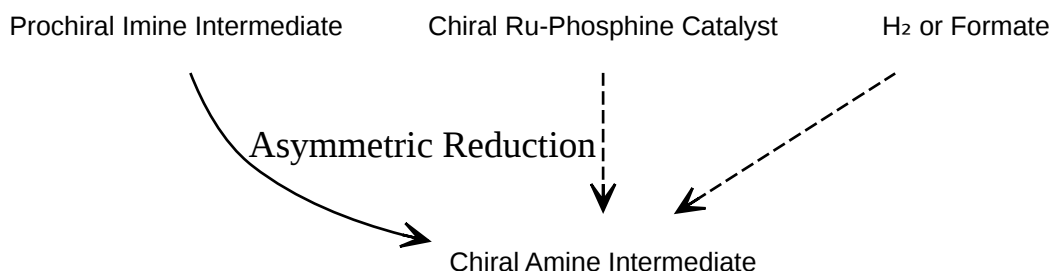 Prochiral Imine Intermediate
Chiral Ru-Phosphine Catalyst
H₂ or Formate
Asymmetric Reduction
Chiral Amine Intermediate